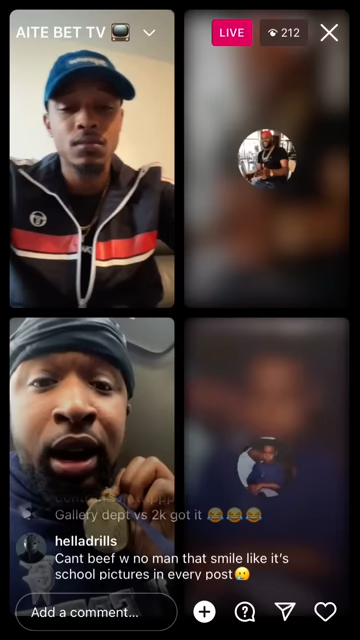 AITE BET TV 📺
LIVE
212
Gallery dept vs 2k got it 😂😂😂
helladrills
Cant beef w no man that smile like it's
school pictures in every post🥲
Add a comment...